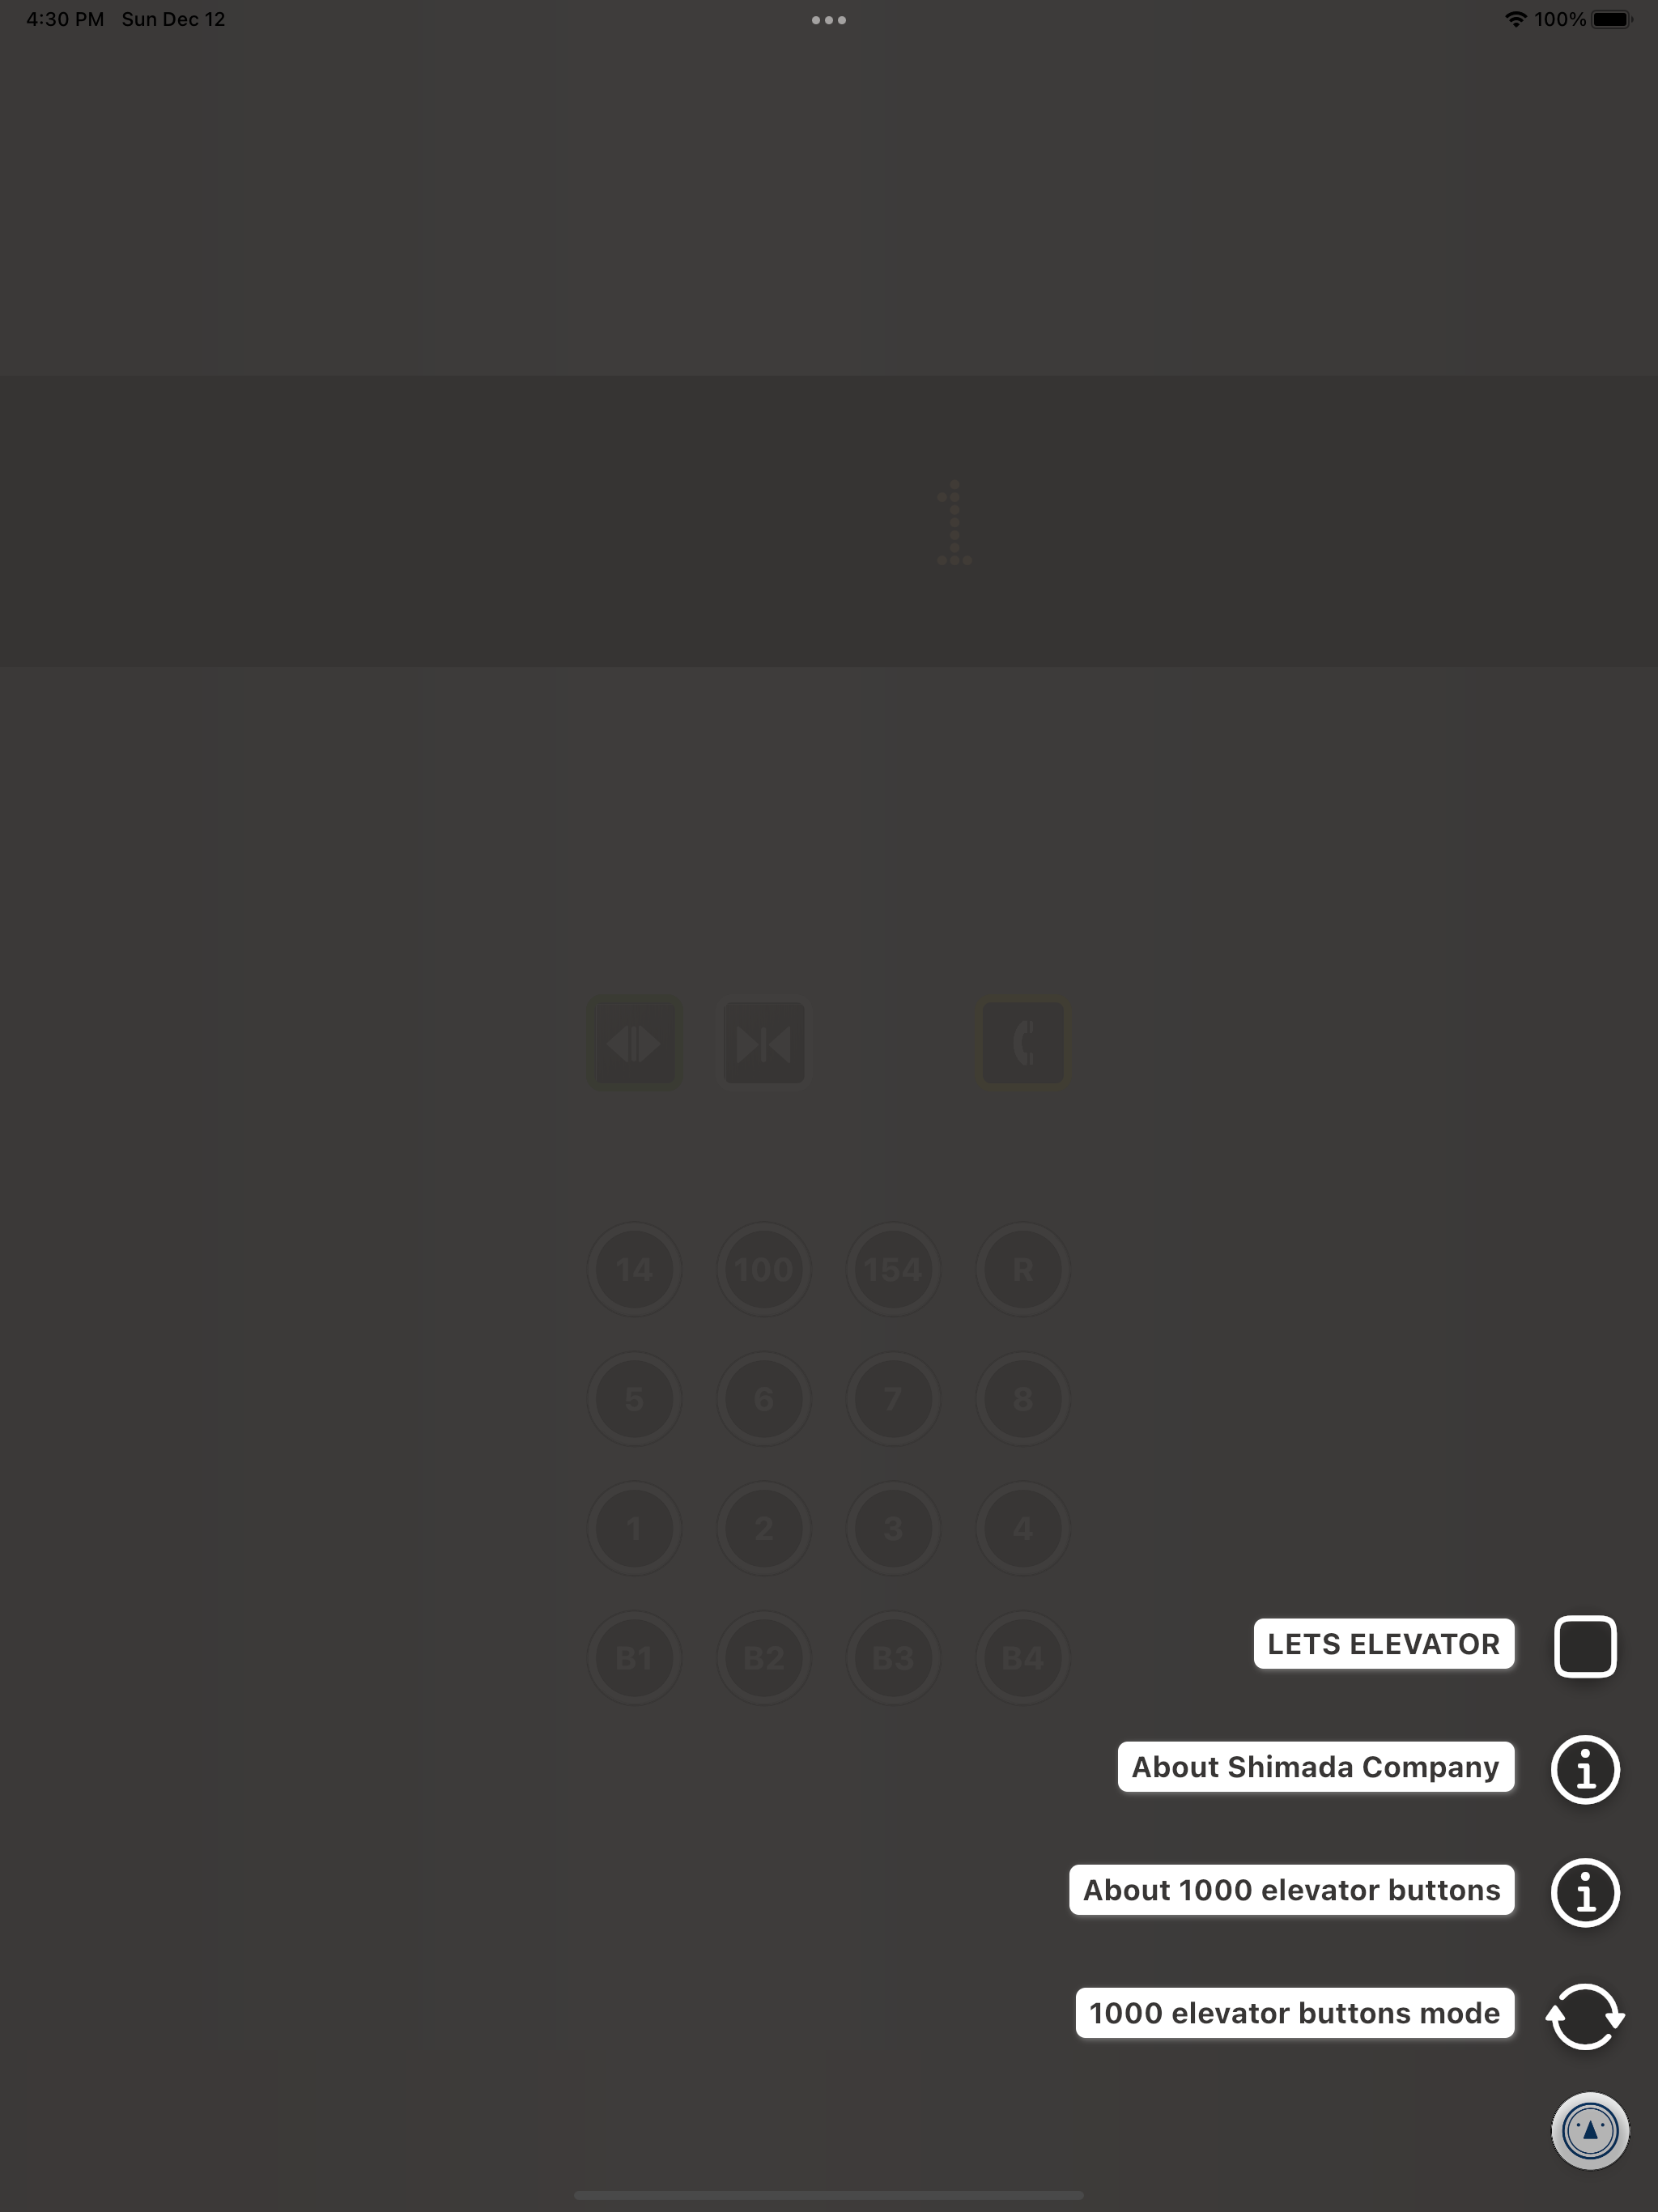 4:30 PM Sun Dec 12
100%
1
14 100 154 R
5 6 7 8
1 2 3 4
B1 B2 B3 B4
LETS ELEVATOR
About Shimada Company
About 1000 elevator buttons
1000 elevator buttons mode